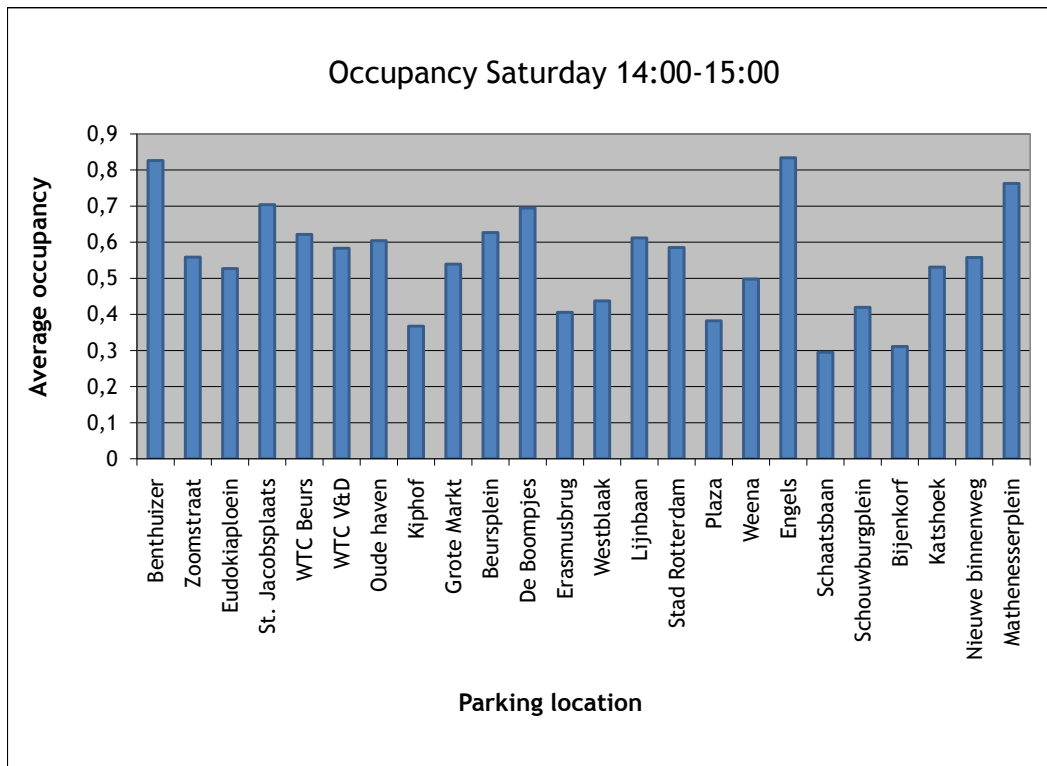 Occupancy Saturday 14:00-15:00
Average occupancy
0,9
0,8
0,7
0,6
0,5
0,4
0,3
0,2
0,1
0
Benthuizer
Zoomstraat
Eudokiaploein
St. Jacobsplaats
WTC Beurs
WTC V&D
Oude haven
Kiphof
Grote Markt
Beursplein
De Boompjes
Erasmusbrug
Westblaak
Lijnbaan
Stad Rotterdam
Plaza
Weena
Engels
Schaatsbaan
Schouwburgplein
Bijenkorf
Katshoek
Nieuwe binnenweg
Mathenesserplein
Parking location